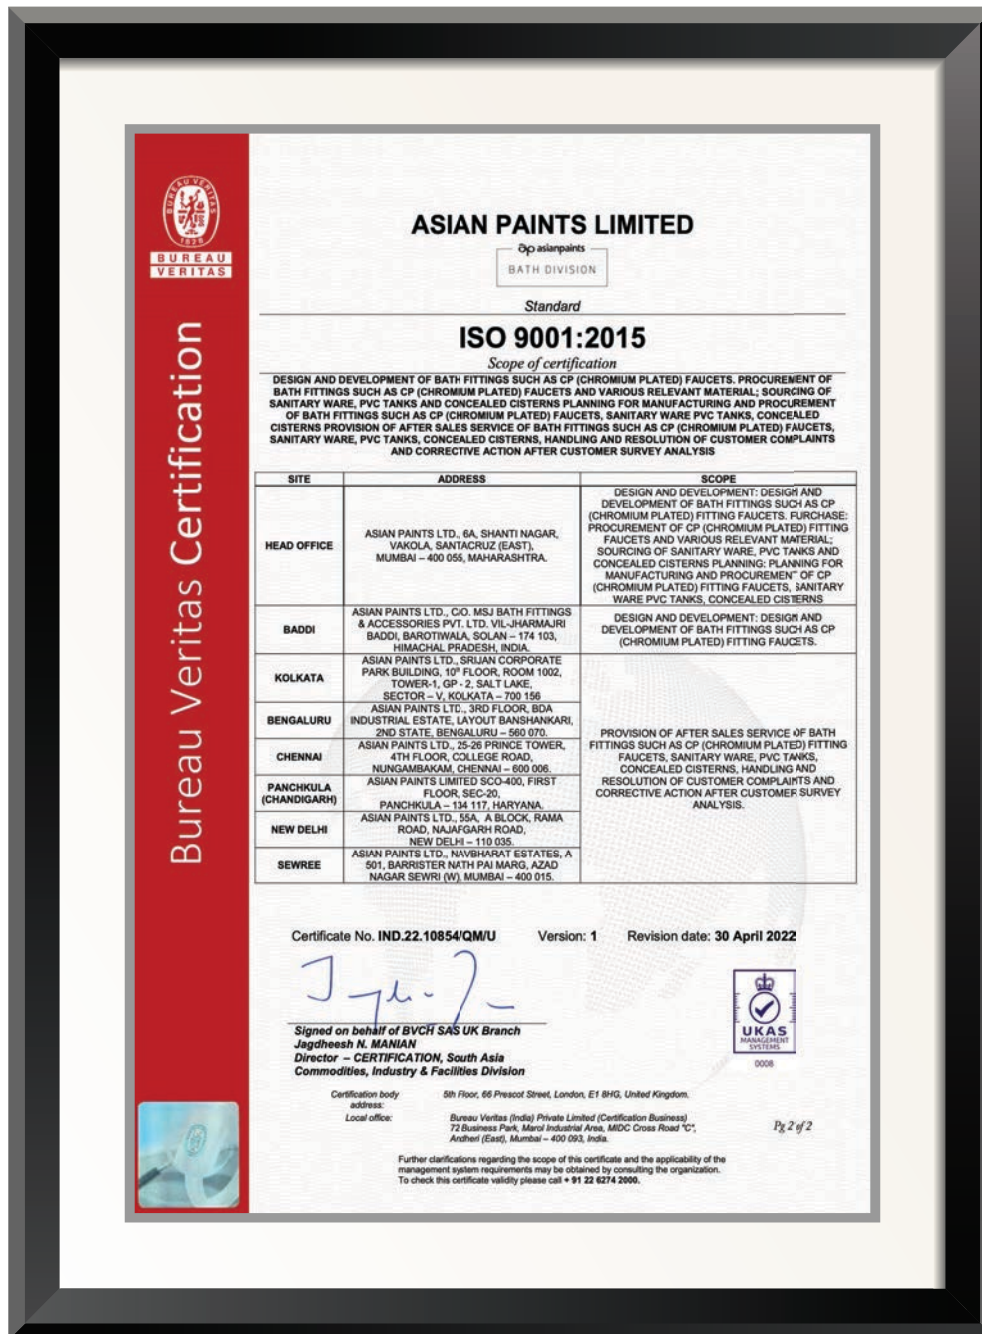 BUREAU VERITAS
1828
BUREAU
VERITAS
Bureau Veritas Certification
ASIAN PAINTS LIMITED
ap asianpaints
BATH DIVISION
Standard
ISO 9001:2015
Scope of certification
DESIGN AND DEVELOPMENT OF BATH FITTINGS SUCH AS CP (CHROMIUM PLATED) FAUCETS. PROCUREMENT OF
BATH FITTINGS SUCH AS CP (CHROMIUM PLATED) FAUCETS AND VARIOUS RELEVANT MATERIAL; SOURCING OF
SANITARY WARE, PVC TANKS AND CONCEALED CISTERNS PLANNING FOR MANUFACTURING AND PROCUREMENT
OF BATH FITTINGS SUCH AS CP (CHROMIUM PLATED) FAUCETS, SANITARY WARE PVC TANKS, CONCEALED
CISTERNS PROVISION OF AFTER SALES SERVICE OF BATH FITTINGS SUCH AS CP (CHROMIUM PLATED) FAUCETS,
SANITARY WARE, PVC TANKS, CONCEALED CISTERNS, HANDLING AND RESOLUTION OF CUSTOMER COMPLAINTS
AND CORRECTIVE ACTION AFTER CUSTOMER SURVEY ANALYSIS
SITE ADDRESS SCOPE
HEAD OFFICE
ASIAN PAINTS LTD., 6A, SHANTI NAGAR,
VAKOLA, SANTACRUZ (EAST),
MUMBAI – 400 055, MAHARASHTRA.
DESIGN AND DEVELOPMENT: DESIGN AND
DEVELOPMENT OF BATH FITTINGS SUCH AS CP
(CHROMIUM PLATED) FITTING FAUCETS. PURCHASE:
PROCUREMENT OF CP (CHROMIUM PLATED) FITTING
FAUCETS AND VARIOUS RELEVANT MATERIAL;
SOURCING OF SANITARY WARE, PVC TANKS AND
CONCEALED CISTERNS PLANNING: PLANNING FOR
MANUFACTURING AND PROCUREMENT OF CP
(CHROMIUM PLATED) FITTING FAUCETS, SANITARY
WARE PVC TANKS, CONCEALED CISTERNS
BADDI
ASIAN PAINTS LTD., C/O. MSJ BATH FITTINGS
& ACCESSORIES PVT. LTD. VIL-JHARMAJRI
BADDI, BAROTIWALA, SOLAN – 174 103,
HIMACHAL PRADESH, INDIA.
DESIGN AND DEVELOPMENT: DESIGN AND
DEVELOPMENT OF BATH FITTINGS SUCH AS CP
(CHROMIUM PLATED) FITTING FAUCETS.
KOLKATA
ASIAN PAINTS LTD., SRIJAN CORPORATE
PARK BUILDING, 10th FLOOR, ROOM 1002,
TOWER-1, GP - 2, SALT LAKE,
SECTOR – V, KOLKATA – 700 156
BENGALURU
ASIAN PAINTS LTD., 3RD FLOOR, BDA
INDUSTRIAL ESTATE, LAYOUT BANSHANKARI,
2ND STATE, BENGALURU – 560 070.
CHENNAI
ASIAN PAINTS LTD., 25-26 PRINCE TOWER,
4TH FLOOR, COLLEGE ROAD,
NUNGAMBAKAM, CHENNAI – 600 006.
PANCHKULA
(CHANDIGARH)
ASIAN PAINTS LIMITED SCO-400, FIRST
FLOOR, SEC-20,
PANCHKULA – 134 117, HARYANA.
NEW DELHI
ASIAN PAINTS LTD., 55A, A BLOCK, RAMA
ROAD, NAJAFGARH ROAD,
NEW DELHI – 110 035.
SEWREE
ASIAN PAINTS LTD., NAVBHARAT ESTATES, A
501, BARRISTER NATH PAI MARG, AZAD
NAGAR SEWRI (W), MUMBAI – 400 015.
PROVISION OF AFTER SALES SERVICE OF BATH
FITTINGS SUCH AS CP (CHROMIUM PLATED) FITTING
FAUCETS, SANITARY WARE, PVC TANKS,
CONCEALED CISTERNS, HANDLING AND
RESOLUTION OF CUSTOMER COMPLAINTS AND
CORRECTIVE ACTION AFTER CUSTOMER SURVEY
ANALYSIS.
Certificate No. IND.22.10854/QM/U Version: 1 Revision date: 30 April 2022
Signed on behalf of BVCH SAS UK Branch
Jagdheesh N. MANIAN
Director – CERTIFICATION, South Asia
Commodities, Industry & Facilities Division
UKAS
MANAGEMENT
SYSTEMS
0008
Certification body
address:
5th Floor, 66 Prescot Street, London, E1 8HG, United Kingdom.
Local office:
Bureau Veritas (India) Private Limited (Certification Business)
72 Business Park, Marol Industrial Area, MIDC Cross Road "C",
Andheri (East), Mumbai – 400 093, India.
Pg 2 of 2
Further clarifications regarding the scope of this certificate and the applicability of the
management system requirements may be obtained by consulting the organization.
To check this certificate validity please call + 91 22 6274 2000.